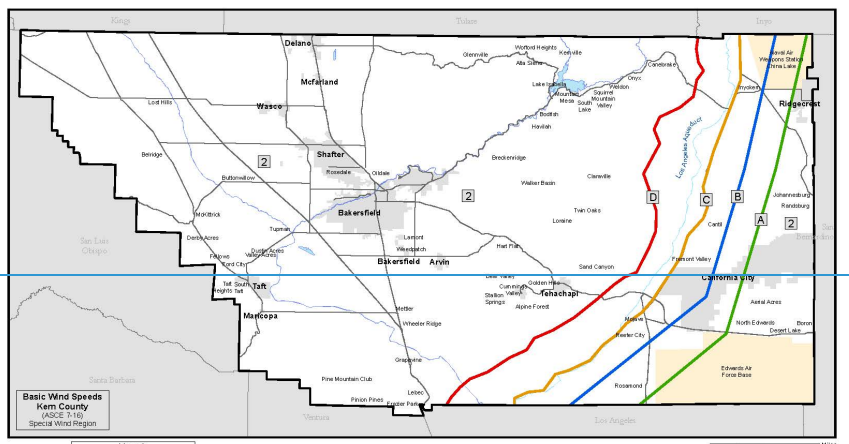 Kings
Tulare
Inyo
Delano
Glennville
Wofford Heights
Kernville
Alta Sierra
Naval Air
Weapons Station
China Lake
Canebrake
McFarland
Lake Isabella
Onyx
Weldon
Inyokern
Mountain
Mesa
Squirrel
Mountain
Valley
South
Lake
Lost Hills
Wasco
Ridgecrest
Bodfish
Havilah
Los Angeles Aqueduct
Belridge
2
Shafter
Breckenridge
Rosedale
Oildale
Claraville
Buttonwillow
Walker Basin
2
D
C
B
Johannesburg
Randsburg
McKittrick
Bakersfield
Twin Oaks
Loraine
A
2
Cantil
Derby Acres
Tupman
Lamont
San Luis
Obispo
San
Bernardino
Dustin Acres
Valley Acres
Weedpatch
Hart Flat
Fellows
Ford City
Bakersfield
Arvin
Sand Canyon
Fremont Valley
Bear Valley
California City
Taft
Heights
South
Taft
Taft
Golden Hills
Cummings
Valley
Tehachapi
Stallion
Springs
Alpine Forest
Aerial Acres
Mettler
Maricopa
Wheeler Ridge
Mojave
North Edwards
Boron
Desert Lake
Reefer City
Grapevine
Edwards Air
Force Base
Santa Barbara
Pine Mountain Club
Rosamond
Lebec
Pinion Pines
Frazier Park
Basic Wind Speeds
Kern County
(ASCE 7-16)
Special Wind Region
Ventura
Los Angeles